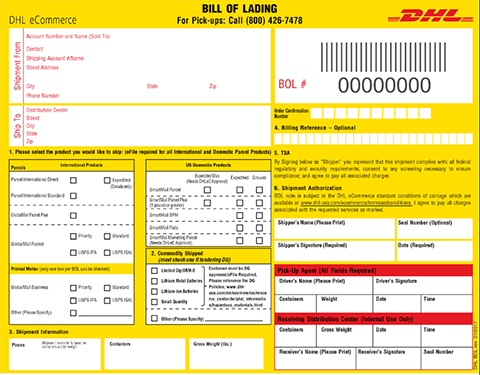 BILL OF LADING
DHL eCommerce
For Pick-ups: Call (800) 426-7478
DHL
Shipment From
Account Number and Name (Sold To)
Contact
Shipping Account #/Name
Street Address
City State Zip
Phone Number
BOL # 00000000
Ship To
Distribution Center
Street
City
State
Zip
Order Confirmation
Number
4. Billing Reference – Optional
1. Please select the product you would like to ship: (eFile required for all International and Domestic Parcel Products)
International Products
Parcels
Parcel International Direct
Expedited
Parcel International Standard
GlobalMail Parcel Plus
GlobalMail Packet
Priority
Standard
USPS IPA
USPS ISAL
Printed Matter (only one box per BOL can be checked)
GlobalMail Business
Priority
Standard
USPS IPA
USPS ISAL
Other (Please Specify)
US Domestic Products
Expedited Max
(Needs DHLeC Approval)
Expedited
Ground
SmartMail Parcel
SmartMail Parcel Plus
(1 pound or greater)
SmartMail BPM
SmartMail Flats
SmartMail Marketing Parcel
(Needs DHLeC Approval)
2. Commodity Shipped
(must check one if tendering DG)
Limited Qty/ORM-D
Lithium Metal Batteries
Lithium-ion Batteries
Small Quantity
Other (Please Specify)
Customer must be DG
approved/eFile Required.
Please reference the DG
5. TSA
By Signing below as "Shipper" you represent that this shipment complies with all federal
regulatory and security requirements; consent to any screening necessary to ensure
compliance; and agree to pay all applicable charges.
6. Shipment Authorization
BOL note is subject to the DHL eCommerce standard conditions of carriage which are
available at www.dhl-usa.com/ecommerce/termsandconditions. I agree to pay all charges
associated with the requested services as marked.
Shipper's Name (Please Print)
Seal Number (Optional)
Shipper's Signature (Required)
Date (Required)
Pick-Up Agent (All Fields Required)
Driver's Name (Please Print)
Driver's Signature
Containers
Weight
Date
Time
Receiving Distribution Center (Internal Use Only)
Containers
Gross Weight
Date
Time
Receiver's Name (Please Print)
Receiver's Signature
Seal Number
3. Shipment Information
Pieces
Containers
Gross Weight (lbs.)